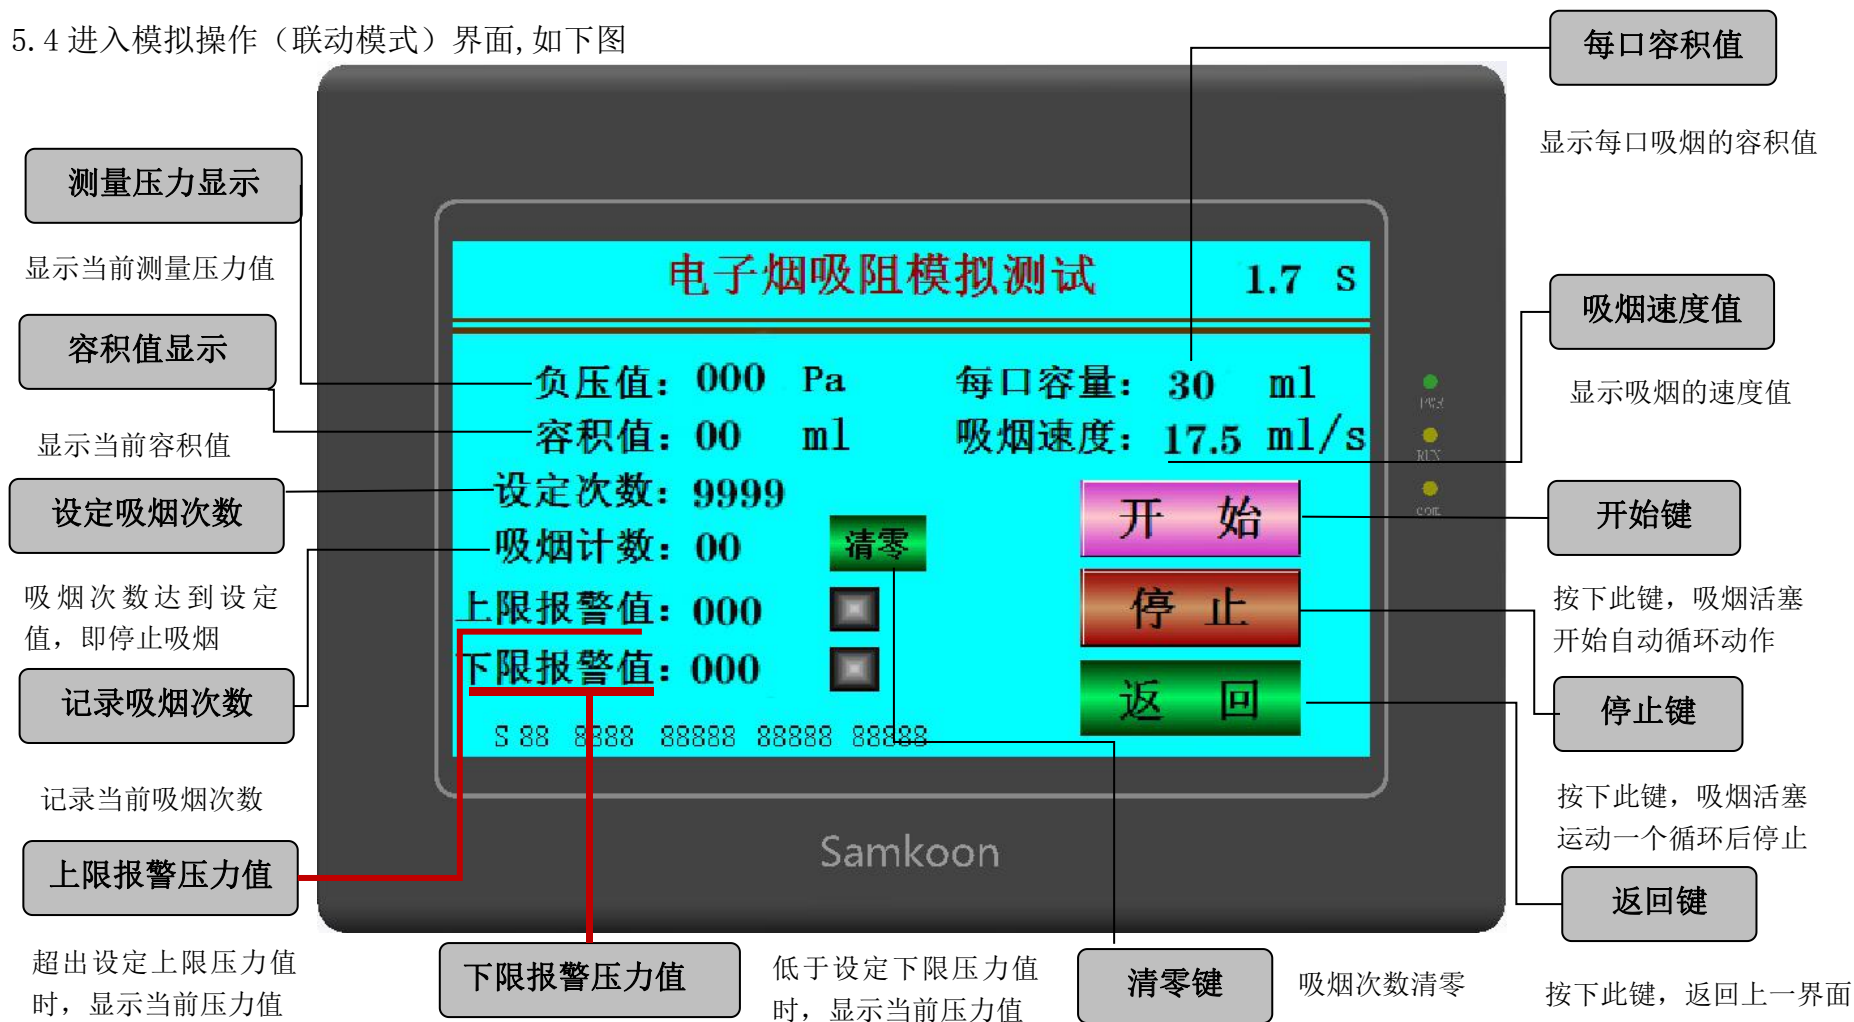 5.4 进入模拟操作（联动模式）界面,如下图
每口容积值
显示每口吸烟的容积值
测量压力显示
显示当前测量压力值
容积值显示
显示当前容积值
设定吸烟次数
吸烟次数达到设定
值，即停止吸烟
记录吸烟次数
记录当前吸烟次数
上限报警压力值
超出设定上限压力值
时，显示当前压力值
电子烟吸阻模拟测试 1.7 S
负压值：000 Pa 每口容量：30 ml
容积值：00 ml 吸烟速度：17.5 ml/s
设定次数：9999
吸烟计数：00 清零
上限报警值：000
下限报警值：000
开 始
停 止
返 回
S 88 8888 88888 88888 88888
PWR
RUN
COM
Samkoon
吸烟速度值
显示吸烟的速度值
开始键
按下此键，吸烟活塞
开始自动循环动作
停止键
按下此键，吸烟活塞
运动一个循环后停止
返回键
按下此键，返回上一界面
下限报警压力值
低于设定下限压力值
时，显示当前压力值
清零键
吸烟次数清零